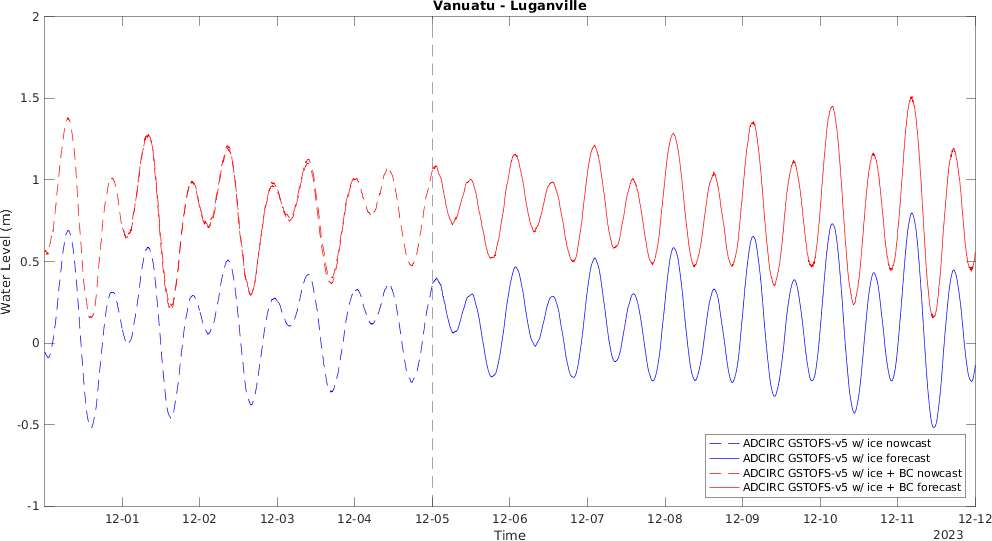 Vanuatu - Luganville
Water Level (m)
2
1.5
1
0.5
0
-0.5
-1
12-01 12-02 12-03 12-04 12-05 12-06 12-07 12-08 12-09 12-10 12-11 12-12
Time
2023
ADCIRC GSTOFS-v5 w/ ice nowcast
ADCIRC GSTOFS-v5 w/ ice forecast
ADCIRC GSTOFS-v5 w/ ice + BC nowcast
ADCIRC GSTOFS-v5 w/ ice + BC forecast